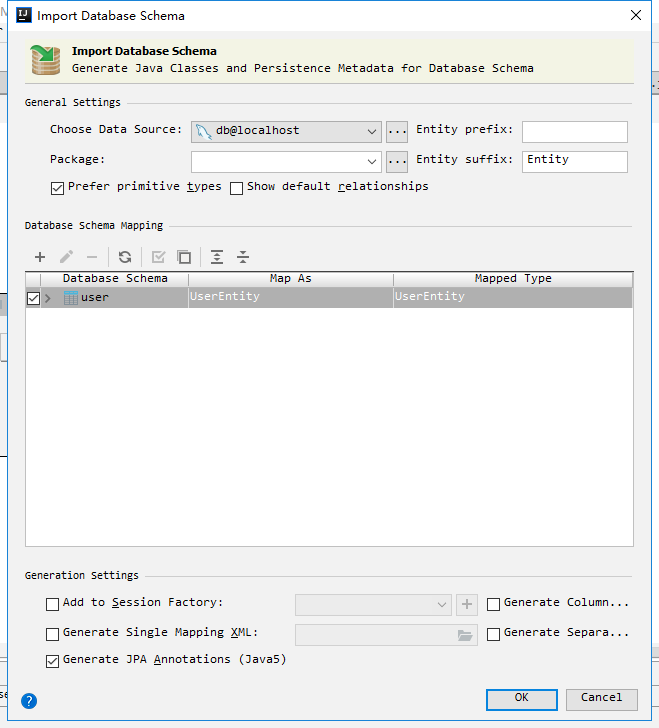 Import Database Schema
Import Database Schema
Generate Java Classes and Persistence Metadata for Database Schema
General Settings
Choose Data Source: db@localhost ... Entity prefix:
Package: ... Entity suffix: Entity
Prefer primitive types Show default relationships
Database Schema Mapping
Database Schema Map As Mapped Type
user UserEntity UserEntity
Generation Settings
Add to Session Factory: Generate Column...
Generate Single Mapping XML: Generate Separa...
Generate JPA Annotations (Java5)
? OK Cancel